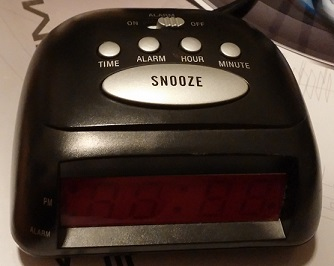 ALARM
ON OFF
TIME ALARM HOUR MINUTE
SNOOZE
PM
ALARM